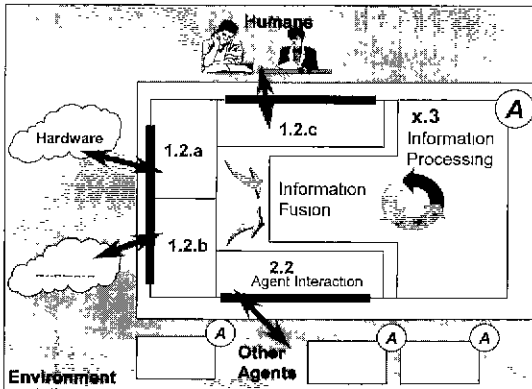 Humans
A
Hardware
1.2.a
1.2.c
x.3
Information
Processing
Information
Fusion
1.2.b
2.2
Agent Interaction
A
A
A
Other
Agents
Environment